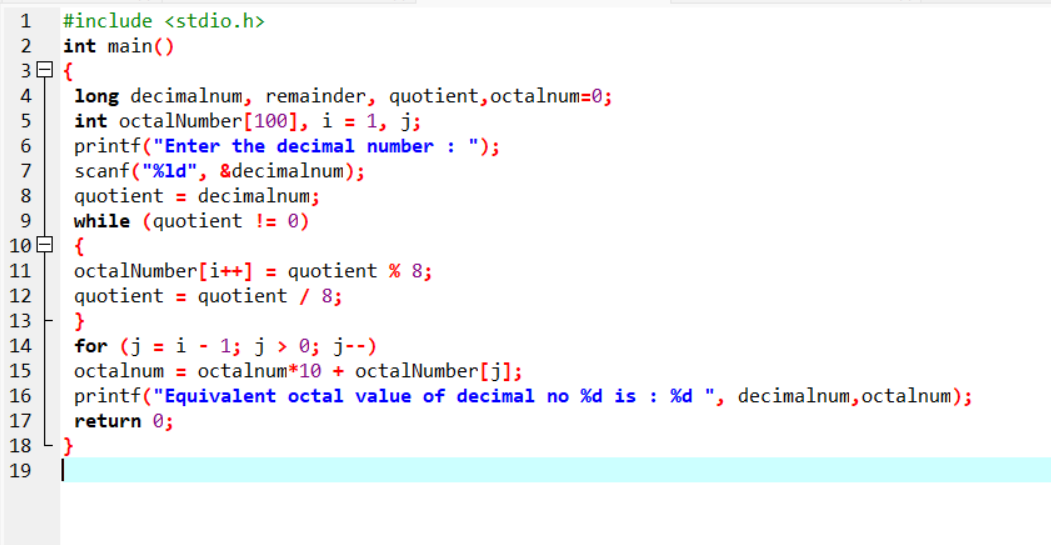 1 #include <stdio.h>
2 int main()
3 {
4 long decimalnum, remainder, quotient,octalnum=0;
5 int octalNumber[100], i = 1, j;
6 printf("Enter the decimal number : ");
7 scanf("%ld", &decimalnum);
8 quotient = decimalnum;
9 while (quotient != 0)
10 {
11 octalNumber[i++] = quotient % 8;
12 quotient = quotient / 8;
13 }
14 for (j = i - 1; j > 0; j--)
15 octalnum = octalnum*10 + octalNumber[j];
16 printf("Equivalent octal value of decimal no %d is : %d ", decimalnum,octalnum);
17 return 0;
18 }
19